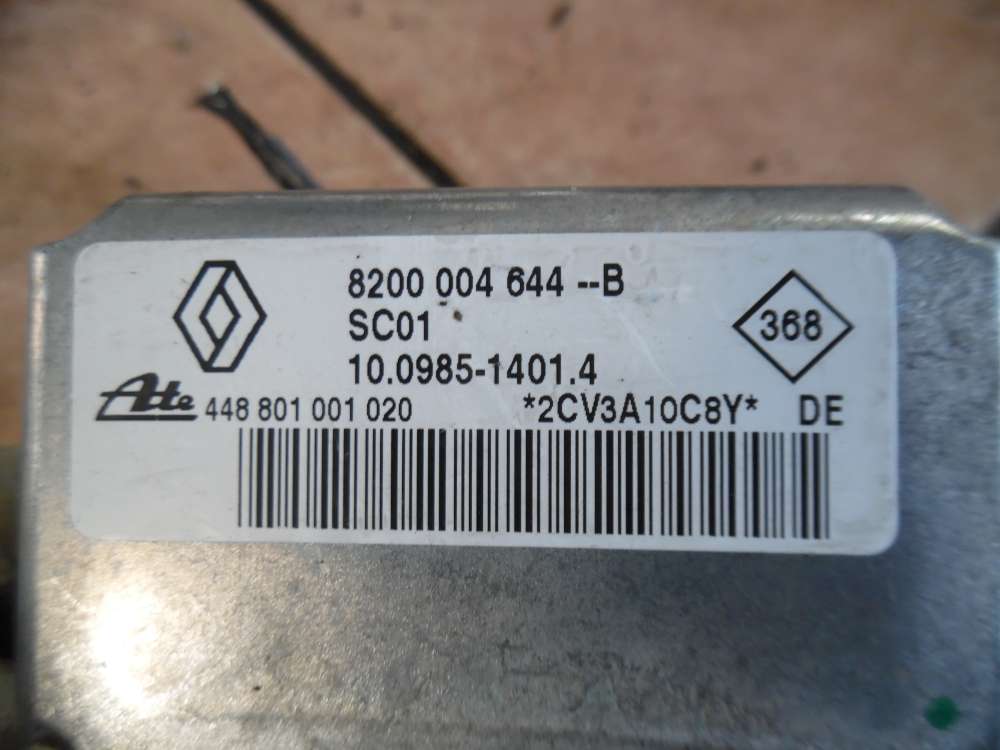 8200 004 644 --B
SC01
368
10.0985-1401.4
Ate 448 801 001 020 *2CV3A10C8Y* DE